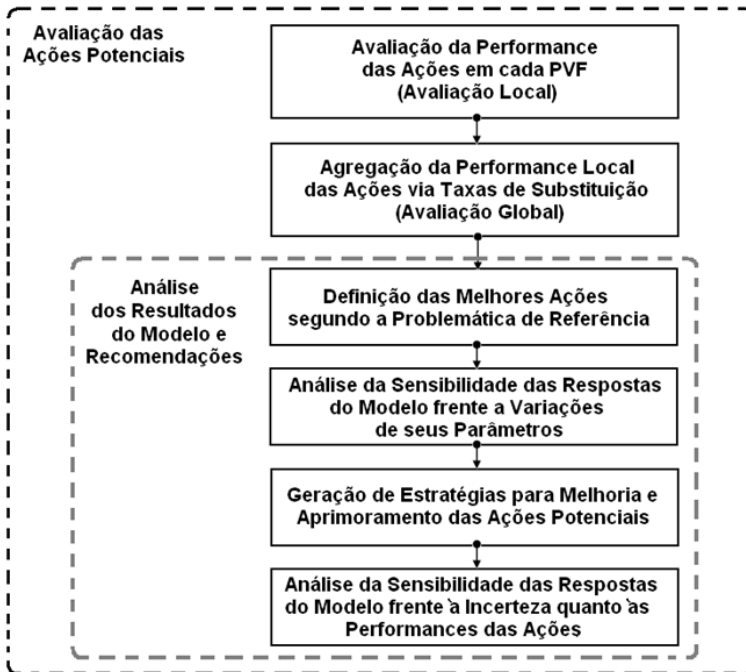 Avaliação das
Ações Potenciais
Avaliação da Performance
das Ações em cada PVF
(Avaliação Local)
Agregação da Performance Local
das Ações via Taxas de Substituição
(Avaliação Global)
Análise
dos Resultados
do Modelo e
Recomendações
Definição das Melhores Ações
segundo a Problemática de Referência
Análise da Sensibilidade das Respostas
do Modelo frente a Variações
de seus Parâmetros
Geração de Estratégias para Melhoria e
Aprimoramento das Ações Potenciais
Análise da Sensibilidade das Respostas
do Modelo frente `a Incerteza quanto `as
Performances das Ações